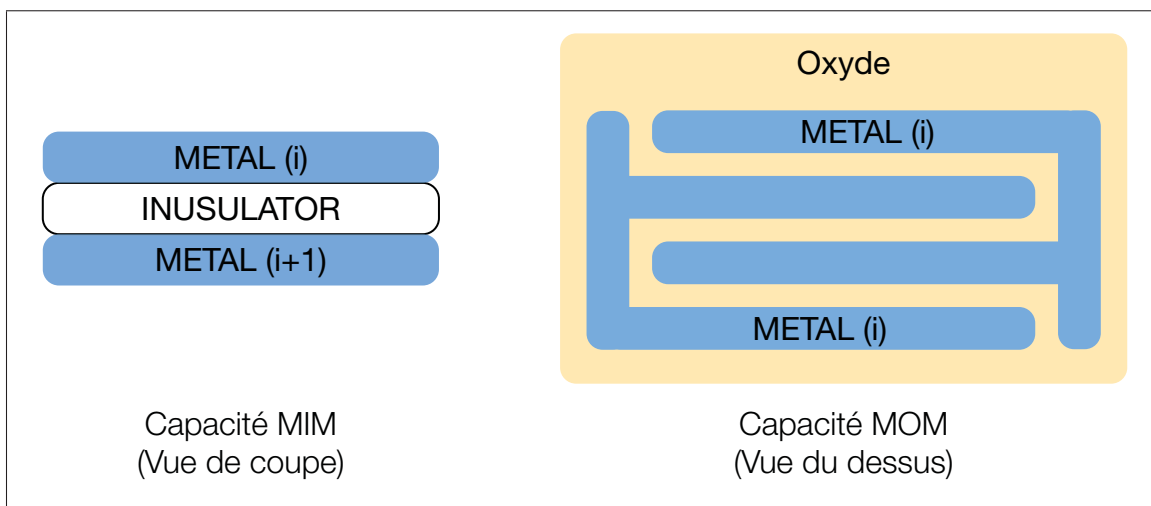 METAL (i)
INUSULATOR
METAL (i+1)
Capacité MIM
(Vue de coupe)
Oxyde
METAL (i)
METAL (i)
Capacité MOM
(Vue du dessus)